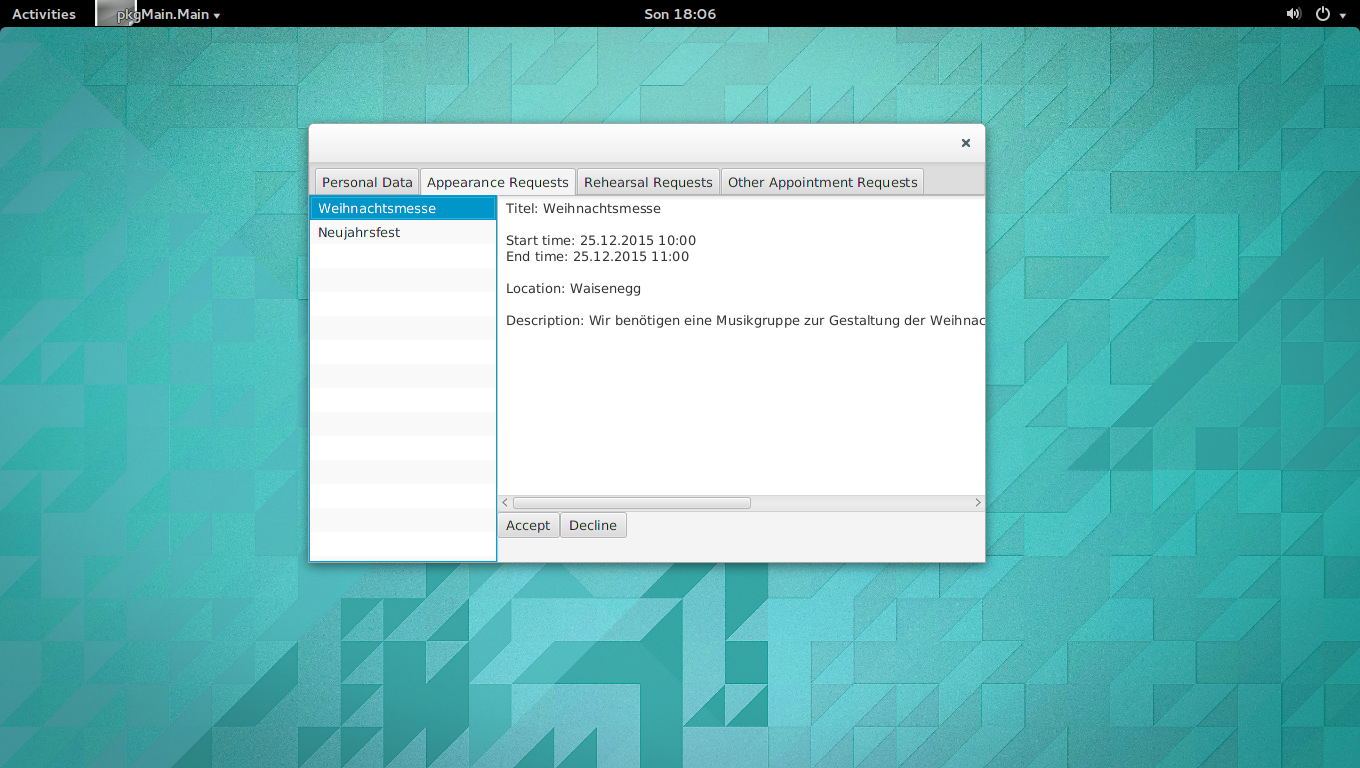 Activities pkgMain.Main Son 18:06
Personal Data Appearance Requests Rehearsal Requests Other Appointment Requests
Weihnachtsmesse
Neujahrsfest
Titel: Weihnachtsmesse
Start time: 25.12.2015 10:00
End time: 25.12.2015 11:00
Location: Waisenegg
Description: Wir benötigen eine Musikgruppe zur Gestaltung der Weihnac
Accept Decline